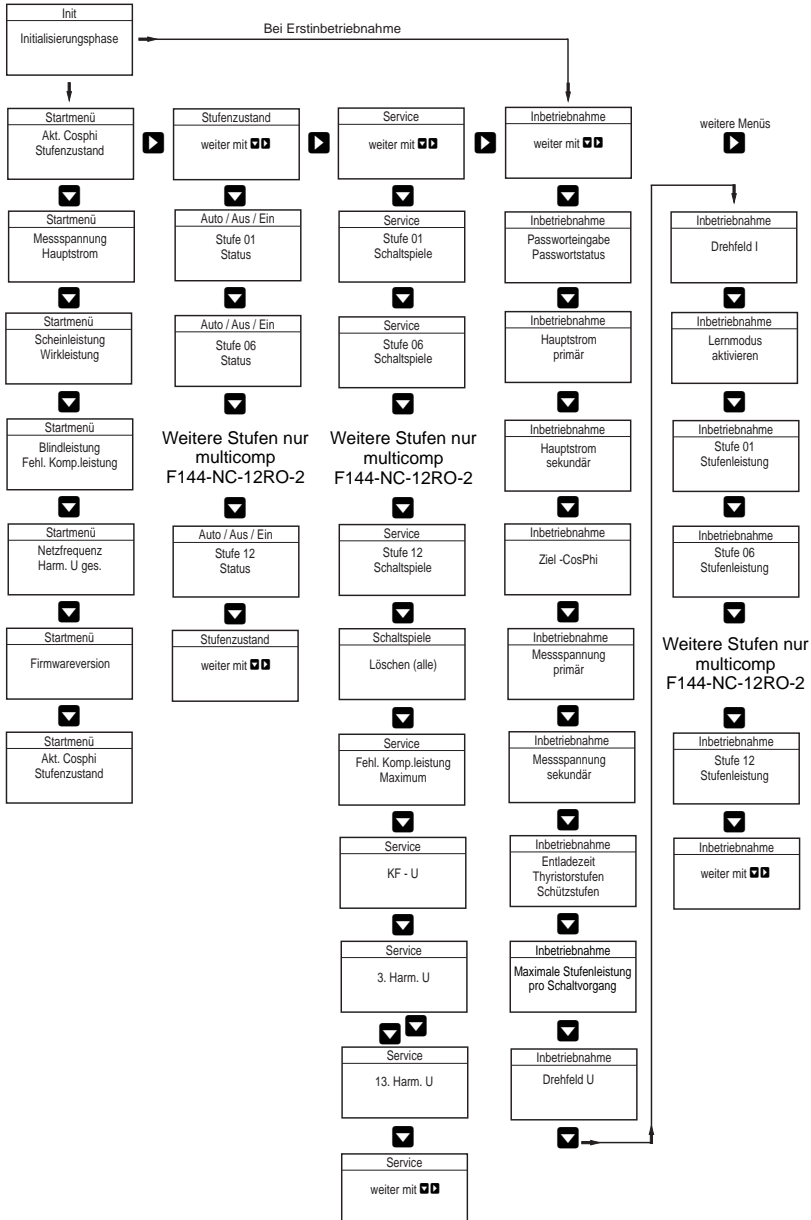 Init
Initialisierungsphase
Bei Erstinbetriebnahme
Startmenü
Akt. Cosphi
Stufenzustand
Startmenü
Messspannung
Hauptstrom
Startmenü
Scheinleistung
Wirkleistung
Startmenü
Blindleistung
Fehl. Komp.leistung
Startmenü
Netzfrequenz
Harm. U ges.
Startmenü
Firmwareversion
Startmenü
Akt. Cosphi
Stufenzustand
Stufenzustand
weiter mit
Auto / Aus / Ein
Stufe 01
Status
Auto / Aus / Ein
Stufe 06
Status
Weitere Stufen nur
multicomp
F144-NC-12RO-2
Auto / Aus / Ein
Stufe 12
Status
Stufenzustand
weiter mit
Service
weiter mit
Service
Stufe 01
Schaltspiele
Service
Stufe 06
Schaltspiele
Weitere Stufen nur
multicomp
F144-NC-12RO-2
Service
Stufe 12
Schaltspiele
Schaltspiele
Löschen (alle)
Service
Fehl. Komp.leistung
Maximum
Service
KF - U
Service
3. Harm. U
Service
13. Harm. U
Service
weiter mit
Inbetriebnahme
weiter mit
Inbetriebnahme
Passworteingabe
Passwortstatus
Inbetriebnahme
Hauptstrom
primär
Inbetriebnahme
Hauptstrom
sekundär
Inbetriebnahme
Ziel -CosPhi
Inbetriebnahme
Messspannung
primär
Inbetriebnahme
Messspannung
sekundär
Inbetriebnahme
Entladezeit
Thyristorstufen
Schützstufen
Inbetriebnahme
Maximale Stufenleistung
pro Schaltvorgang
Inbetriebnahme
Drehfeld U
weitere Menüs
Inbetriebnahme
Drehfeld I
Inbetriebnahme
Lernmodus
aktivieren
Inbetriebnahme
Stufe 01
Stufenleistung
Inbetriebnahme
Stufe 06
Stufenleistung
Weitere Stufen nur
multicomp
F144-NC-12RO-2
Inbetriebnahme
Stufe 12
Stufenleistung
Inbetriebnahme
weiter mit